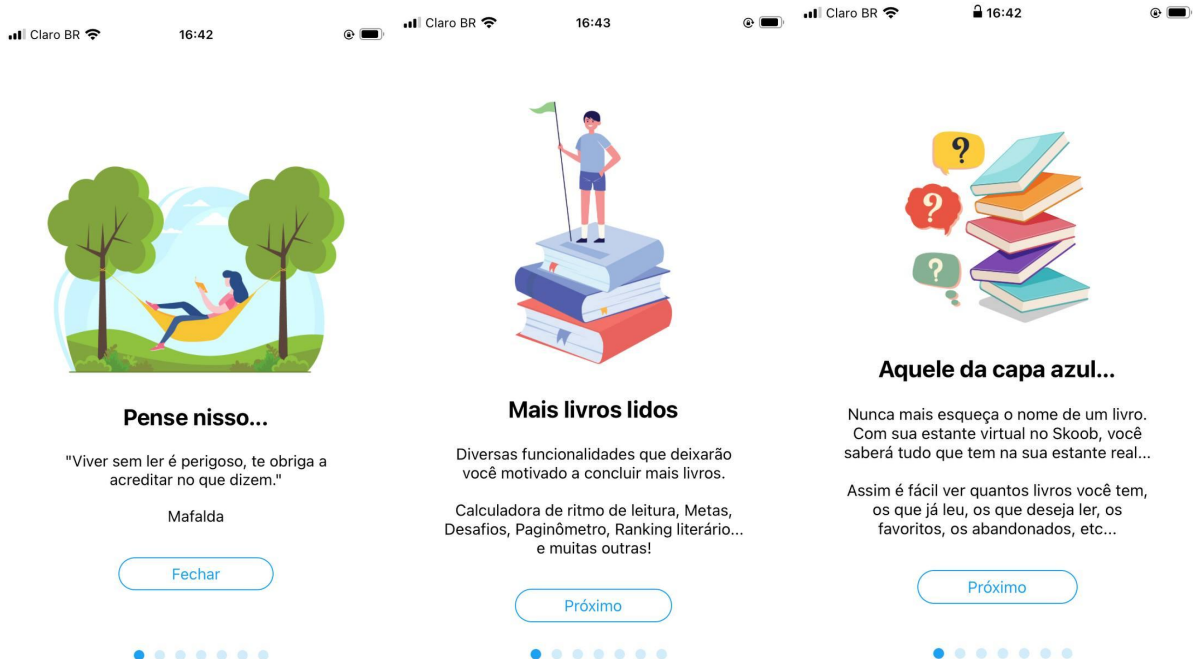 Claro BR
16:42
Pense nisso...
"Viver sem ler é perigoso, te obriga a
acreditar no que dizem."
Mafalda
Fechar
Claro BR
16:43
Mais livros lidos
Diversas funcionalidades que deixarão
você motivado a concluir mais livros.
Calculadora de ritmo de leitura, Metas,
Desafios, Paginômetro, Ranking literário...
e muitas outras!
Próximo
Claro BR
16:42
?
?
?
Aquele da capa azul...
Nunca mais esqueça o nome de um livro.
Com sua estante virtual no Skoob, você
saberá tudo que tem na sua estante real...
Assim é fácil ver quantos livros você tem,
os que já leu, os que deseja ler, os
favoritos, os abandonados, etc...
Próximo